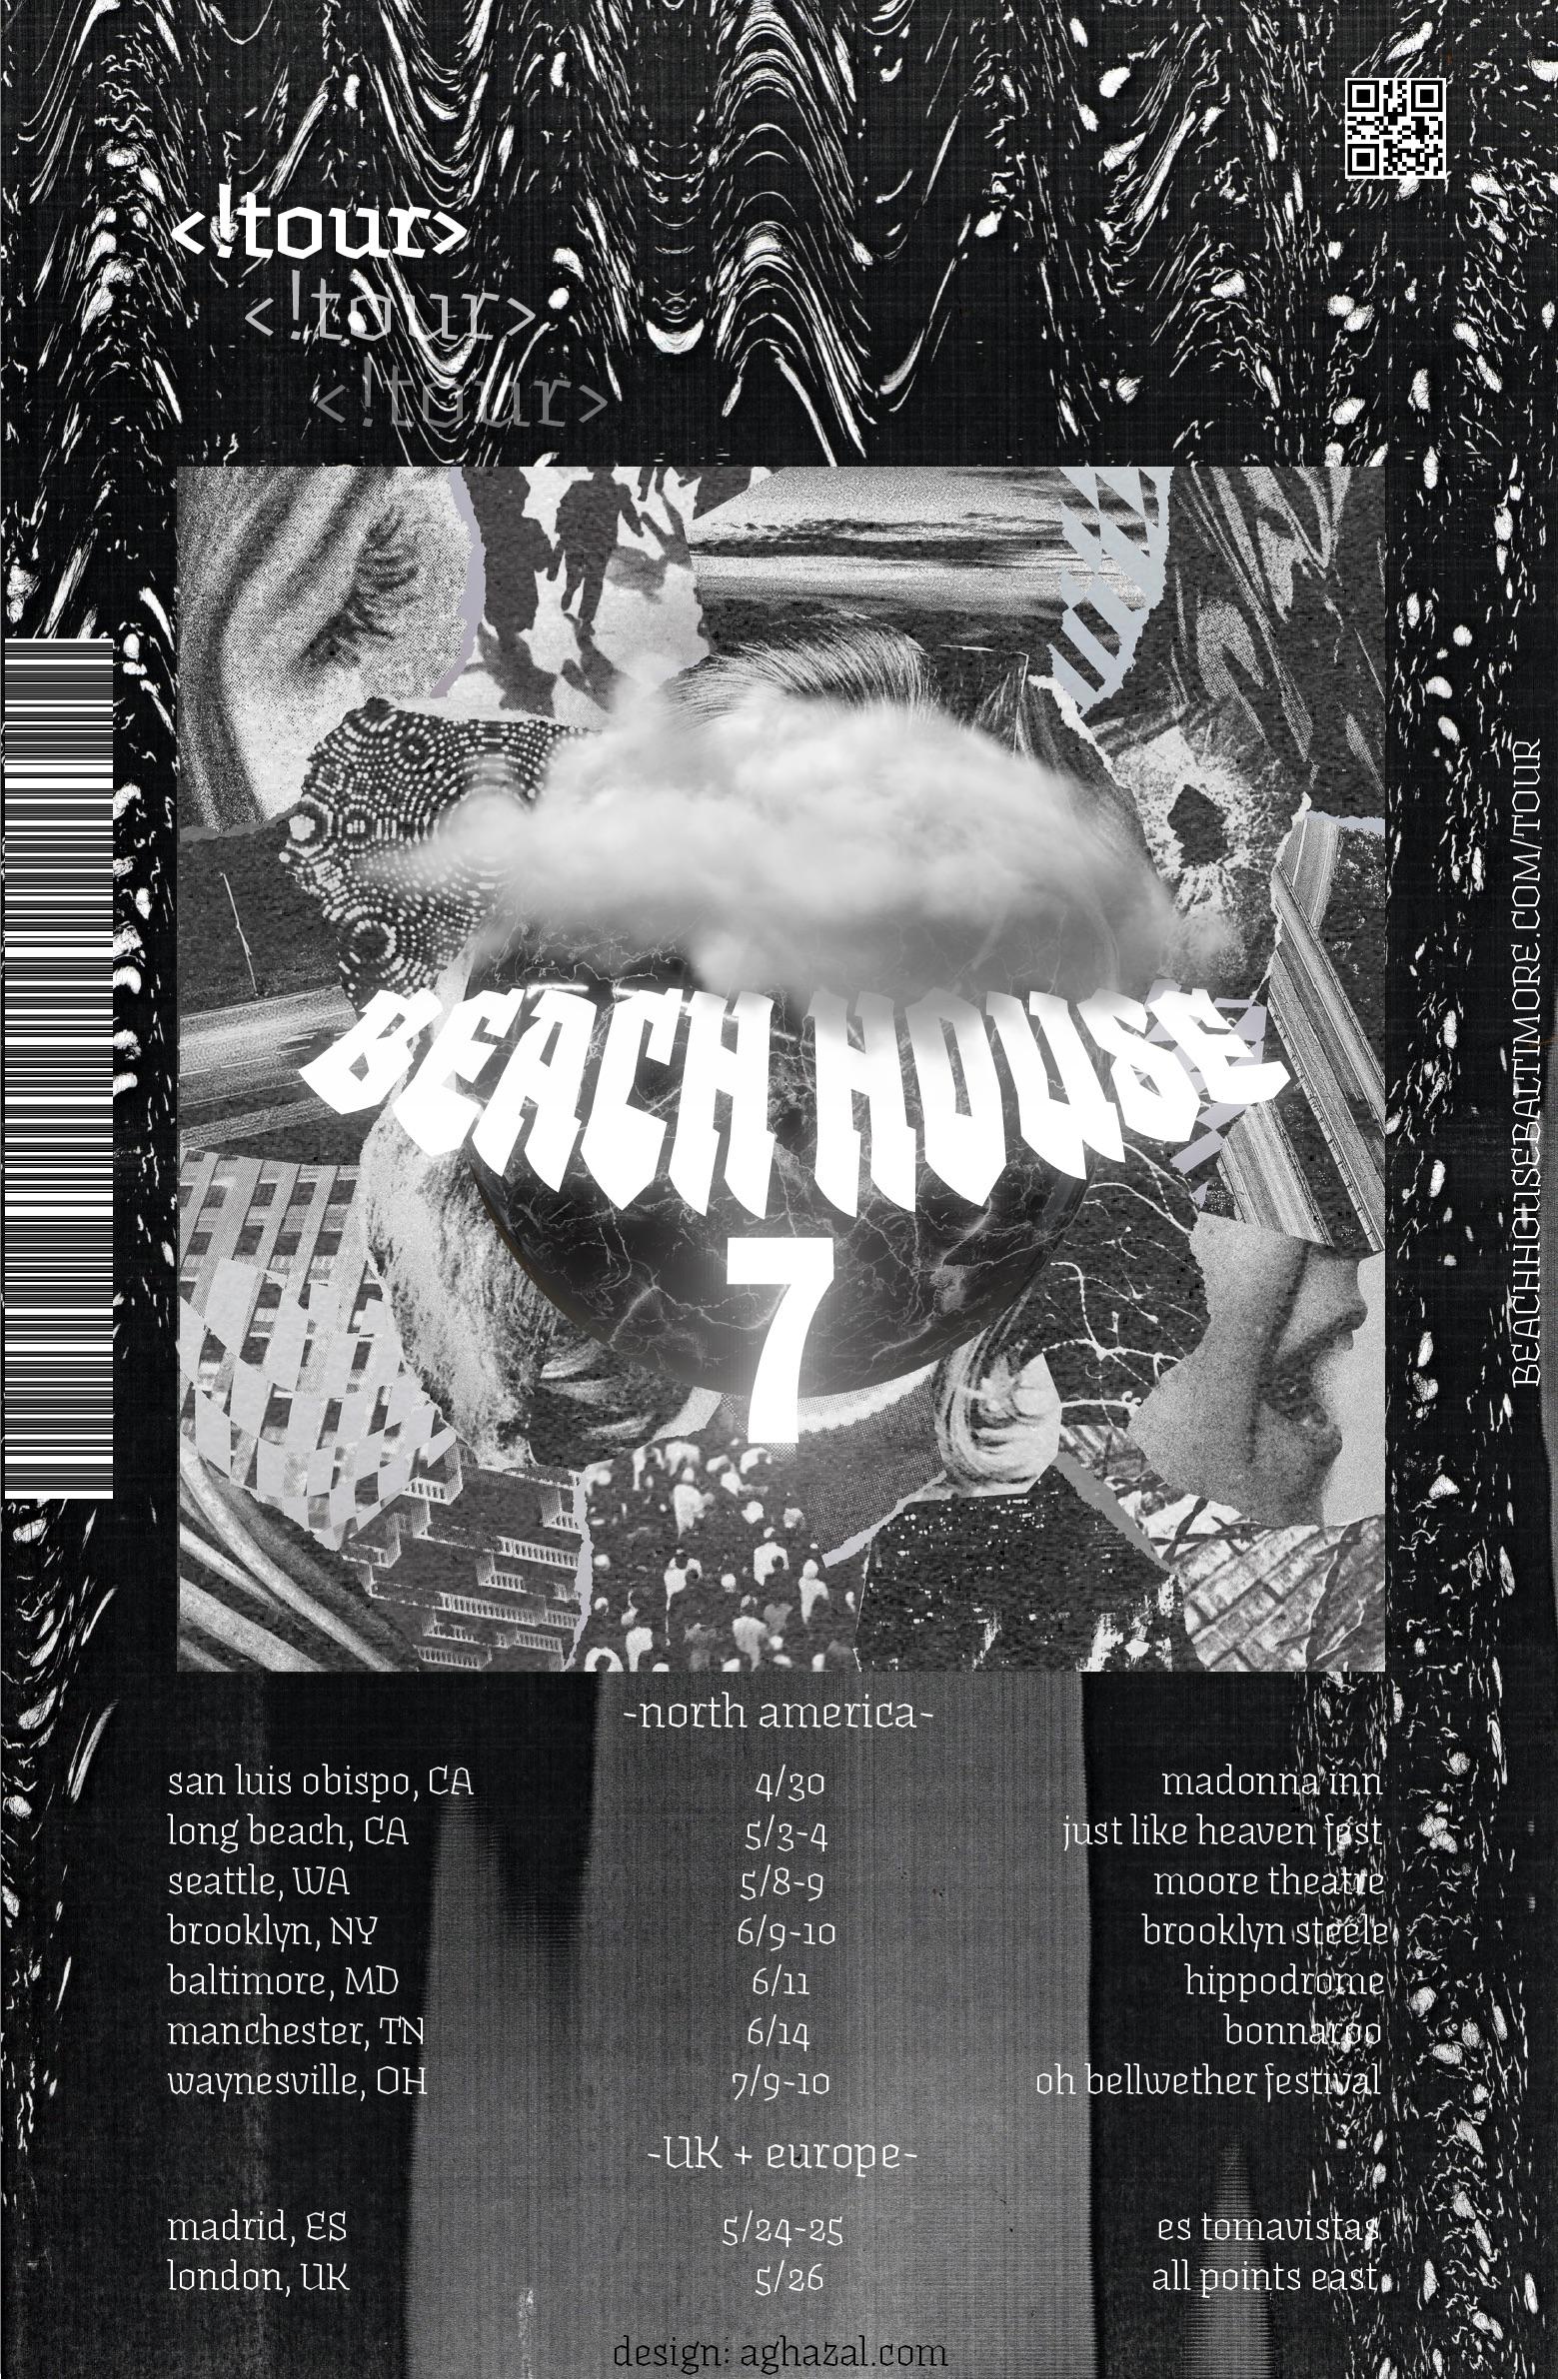 <!tour>
<!tour>
<!tour>
BEACH HOUSE
7
BEACHHOUSEBALTIMORE.COM/TOUR
-north america-
san luis obispo, CA 4/30 madonna inn
long beach, CA 5/3-4 just like heaven fest
seattle, WA 5/8-9 moore theatre
brooklyn, NY 6/9-10 brooklyn steele
baltimore, MD 6/11 hippodrome
manchester, TN 6/14 bonnaroo
waynesville, OH 7/9-10 oh bellwether festival
-UK + europe-
madrid, ES 5/24-25 es tomavistas
london, UK 5/26 all points east
design: aghazal.com